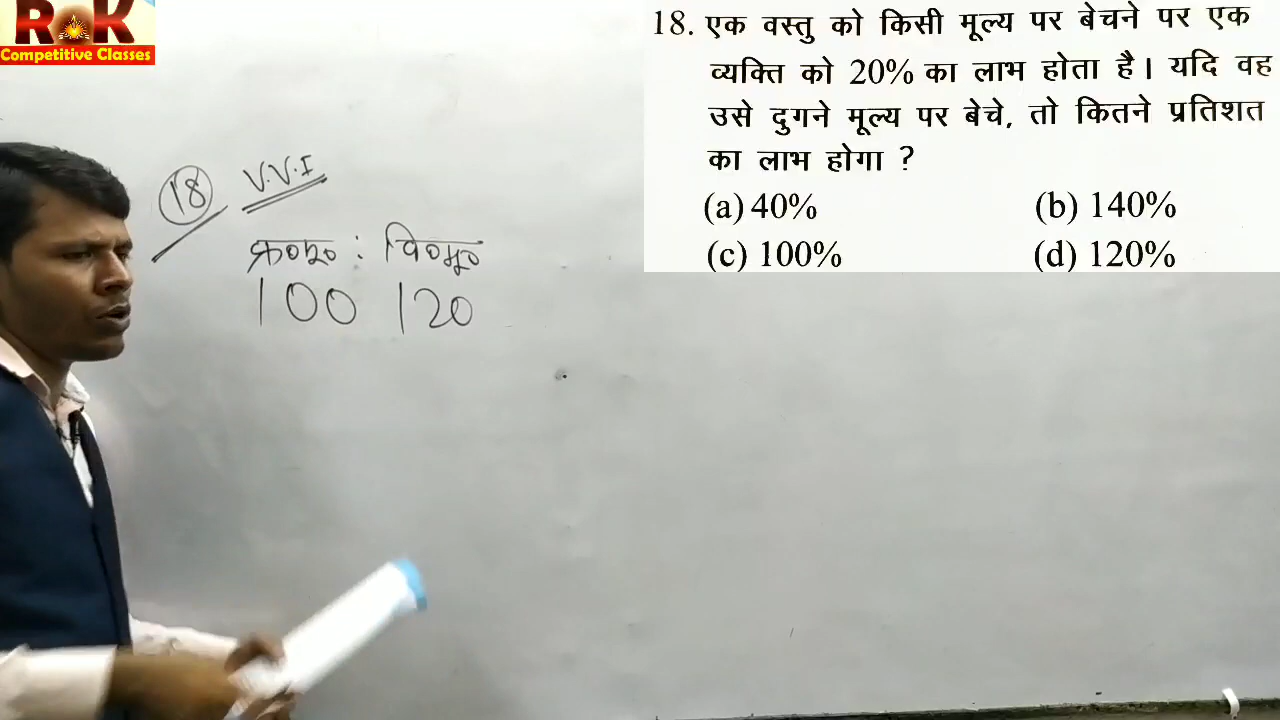 ROK
Competitive Classes
18. एक वस्तु को किसी मूल्य पर बेचने पर एक
व्यक्ति को 20% का लाभ होता है। यदि वह
उसे दुगने मूल्य पर बेचे, तो कितने प्रतिशत
का लाभ होगा ?
(a) 40% (b) 140%
(c) 100% (d) 120%
18 V.V.I
क्र०मू० : वि०मू०
100 120